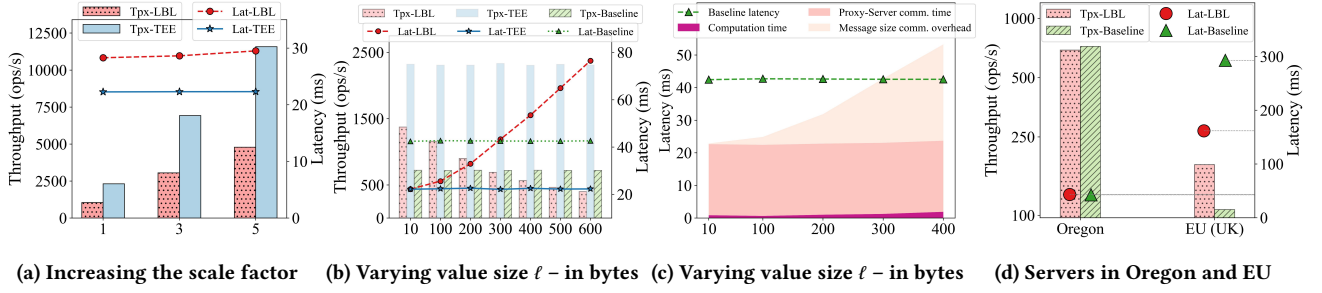 Tpx-LBL
Lat-LBL
Tpx-TEE
Lat-TEE
Throughput (ops/s)
12500
10000
7500
5000
2500
0
30
20
10
0
Latency (ms)
1
3
5
(a) Increasing the scale factor
Tpx-LBL
Tpx-TEE
Tpx-Baseline
Lat-LBL
Lat-TEE
Lat-Baseline
Throughput (ops/s)
2500
1500
500
0
80
60
40
20
Latency (ms)
10
100
200
300
400
500
600
(b) Varying value size ℓ – in bytes
Baseline latency
Proxy-Server comm. time
Computation time
Message size comm. overhead
Latency (ms)
50
40
30
20
10
0
10
100
200
300
400
(c) Varying value size ℓ – in bytes
Tpx-LBL
Lat-LBL
Tpx-Baseline
Lat-Baseline
Throughput (ops/s)
1000
500
250
100
300
200
100
0
Latency (ms)
Oregon
EU (UK)
(d) Servers in Oregon and EU